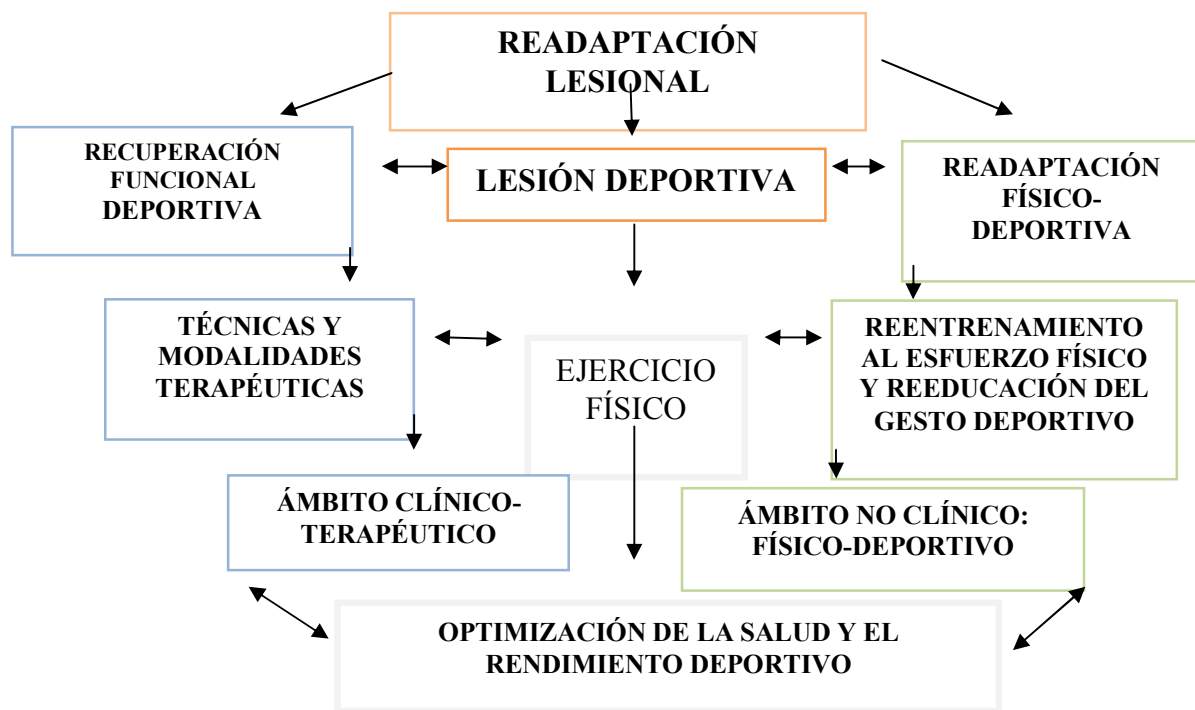 READAPTACIÓN
LESIONAL
RECUPERACIÓN
FUNCIONAL
DEPORTIVA
LESIÓN DEPORTIVA
READAPTACIÓN
FÍSICO-
DEPORTIVA
TÉCNICAS Y
MODALIDADES
TERAPÉUTICAS
EJERCICIO
FÍSICO
REENTRENAMIENTO
AL ESFUERZO FÍSICO
Y REEDUCACIÓN DEL
GESTO DEPORTIVO
ÁMBITO CLÍNICO-
TERAPÉUTICO
ÁMBITO NO CLÍNICO:
FÍSICO-DEPORTIVO
OPTIMIZACIÓN DE LA SALUD Y EL
RENDIMIENTO DEPORTIVO